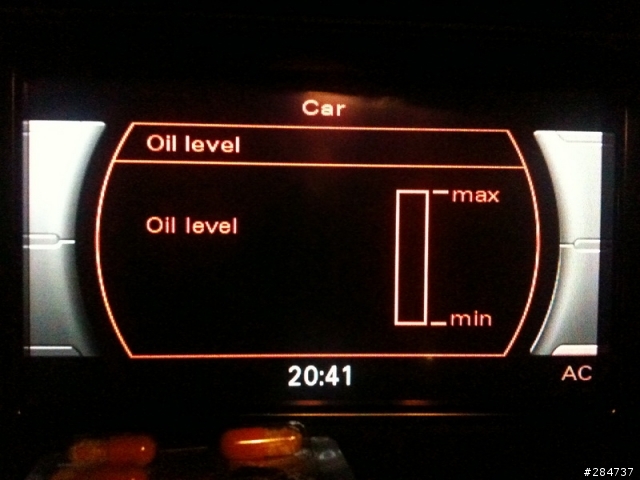 Car
Oil level
Oil level
max
min
20:41
AC
#284737